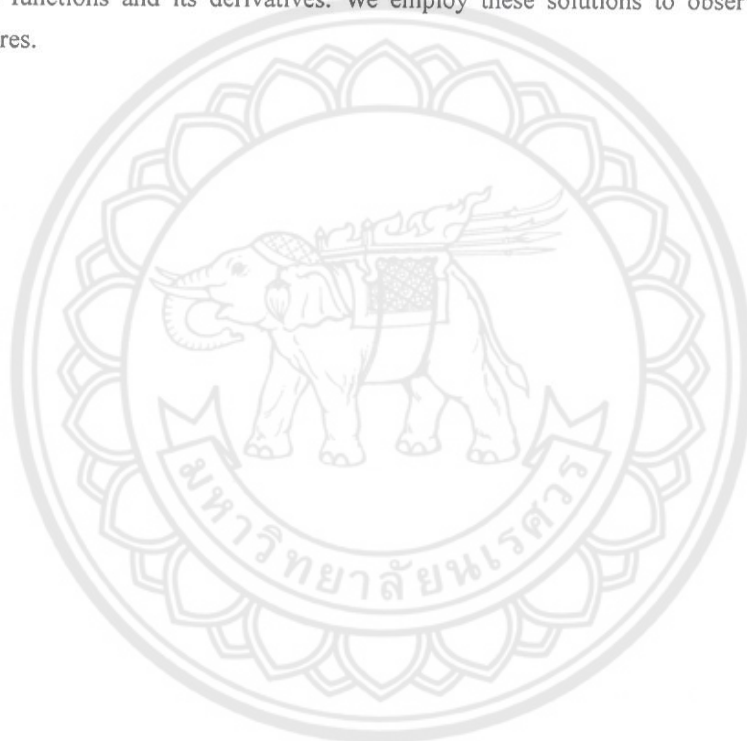 functions and its derivatives. We employ these solutions to obser
res.
มหาวิทยาลัยนเรศวร